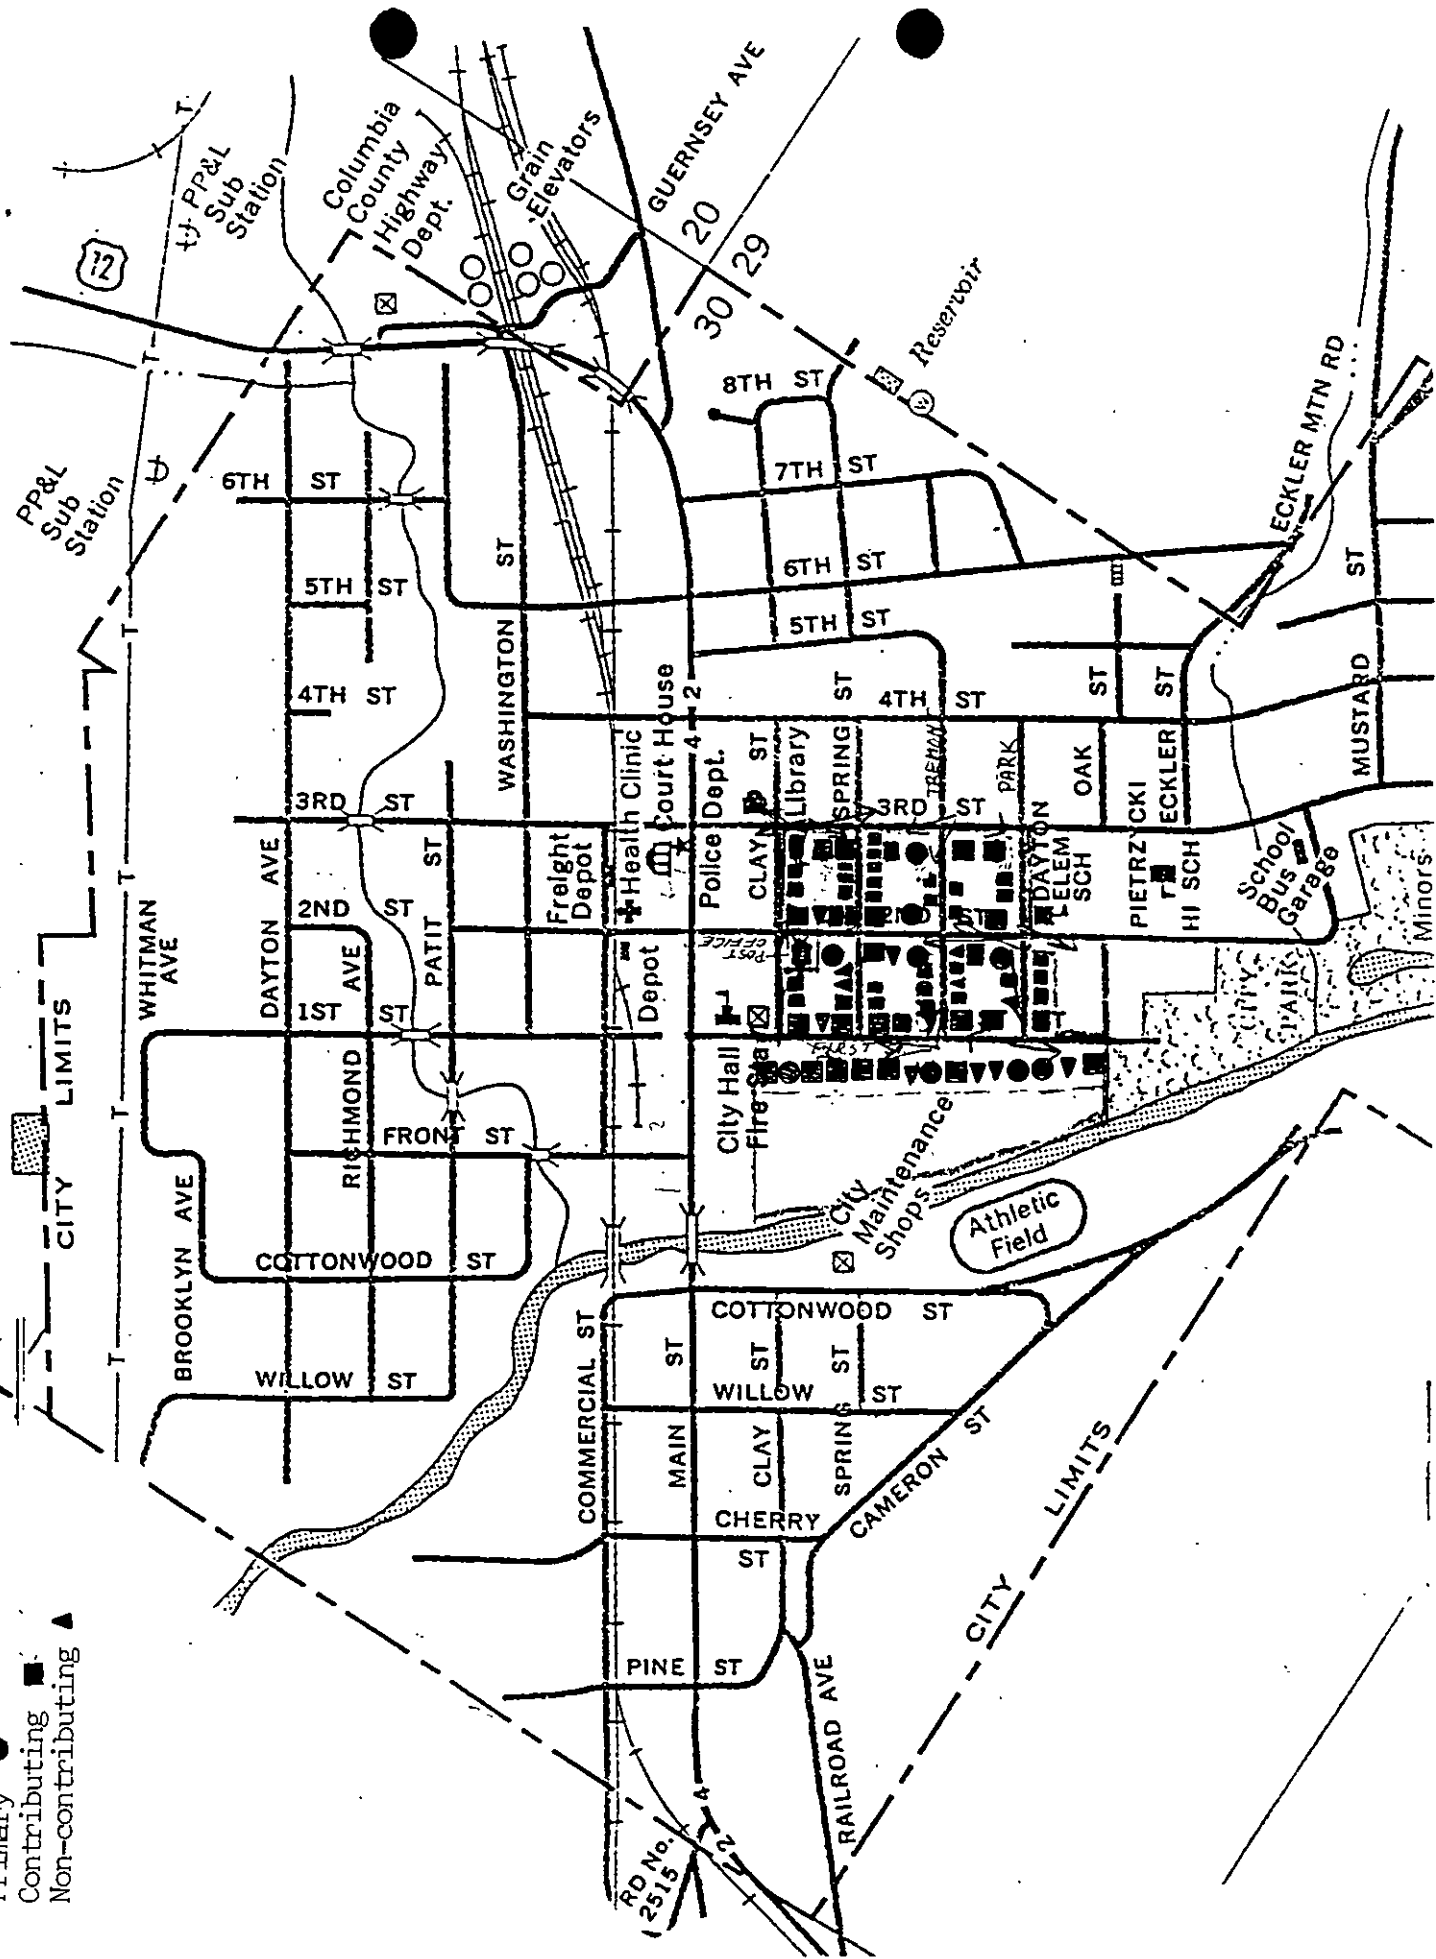 Contributing
Non-contributing
CITY LIMITS
WHITMAN
AVE
BROOKLYN AVE
DAYTON AVE
RICHMOND AVE
PATIT ST
WASHINGTON ST
COMMERCIAL ST
MAIN ST
CLAY ST
SPRING ST
PP&L
Sub
Station
PP&L
Sub
Station
12
Columbia
County
Highway
Dept.
Grain
Elevators
GUERNSEY AVE
20
29
30
Reservoir
6TH ST
5TH ST
4TH ST
3RD ST
2ND ST
1ST ST
FRONT ST
COTTONWOOD ST
WILLOW ST
8TH ST
7TH ST
6TH ST
5TH ST
4TH ST
3RD ST
2ND ST
FIRST
Freight
Depot
Health Clinic
Court House
Police Dept.
Depot
POST
OFFICE
City Hall
Fire Sta
CLAY ST
Library
SPRING ST
TREMON
PARK
DAYTON
ELEM
SCH
OAK ST
PIETRZYCKI
HI SCH
ECKLER ST
ECKLER MTN RD
MUSTARD ST
School
Bus
Garage
CITY
PARK
Minors
City
Maintenance
Shops
Athletic
Field
COTTONWOOD ST
WILLOW ST
CHERRY
ST
PINE ST
CAMERON ST
RAILROAD AVE
CITY LIMITS
RD No.
2515